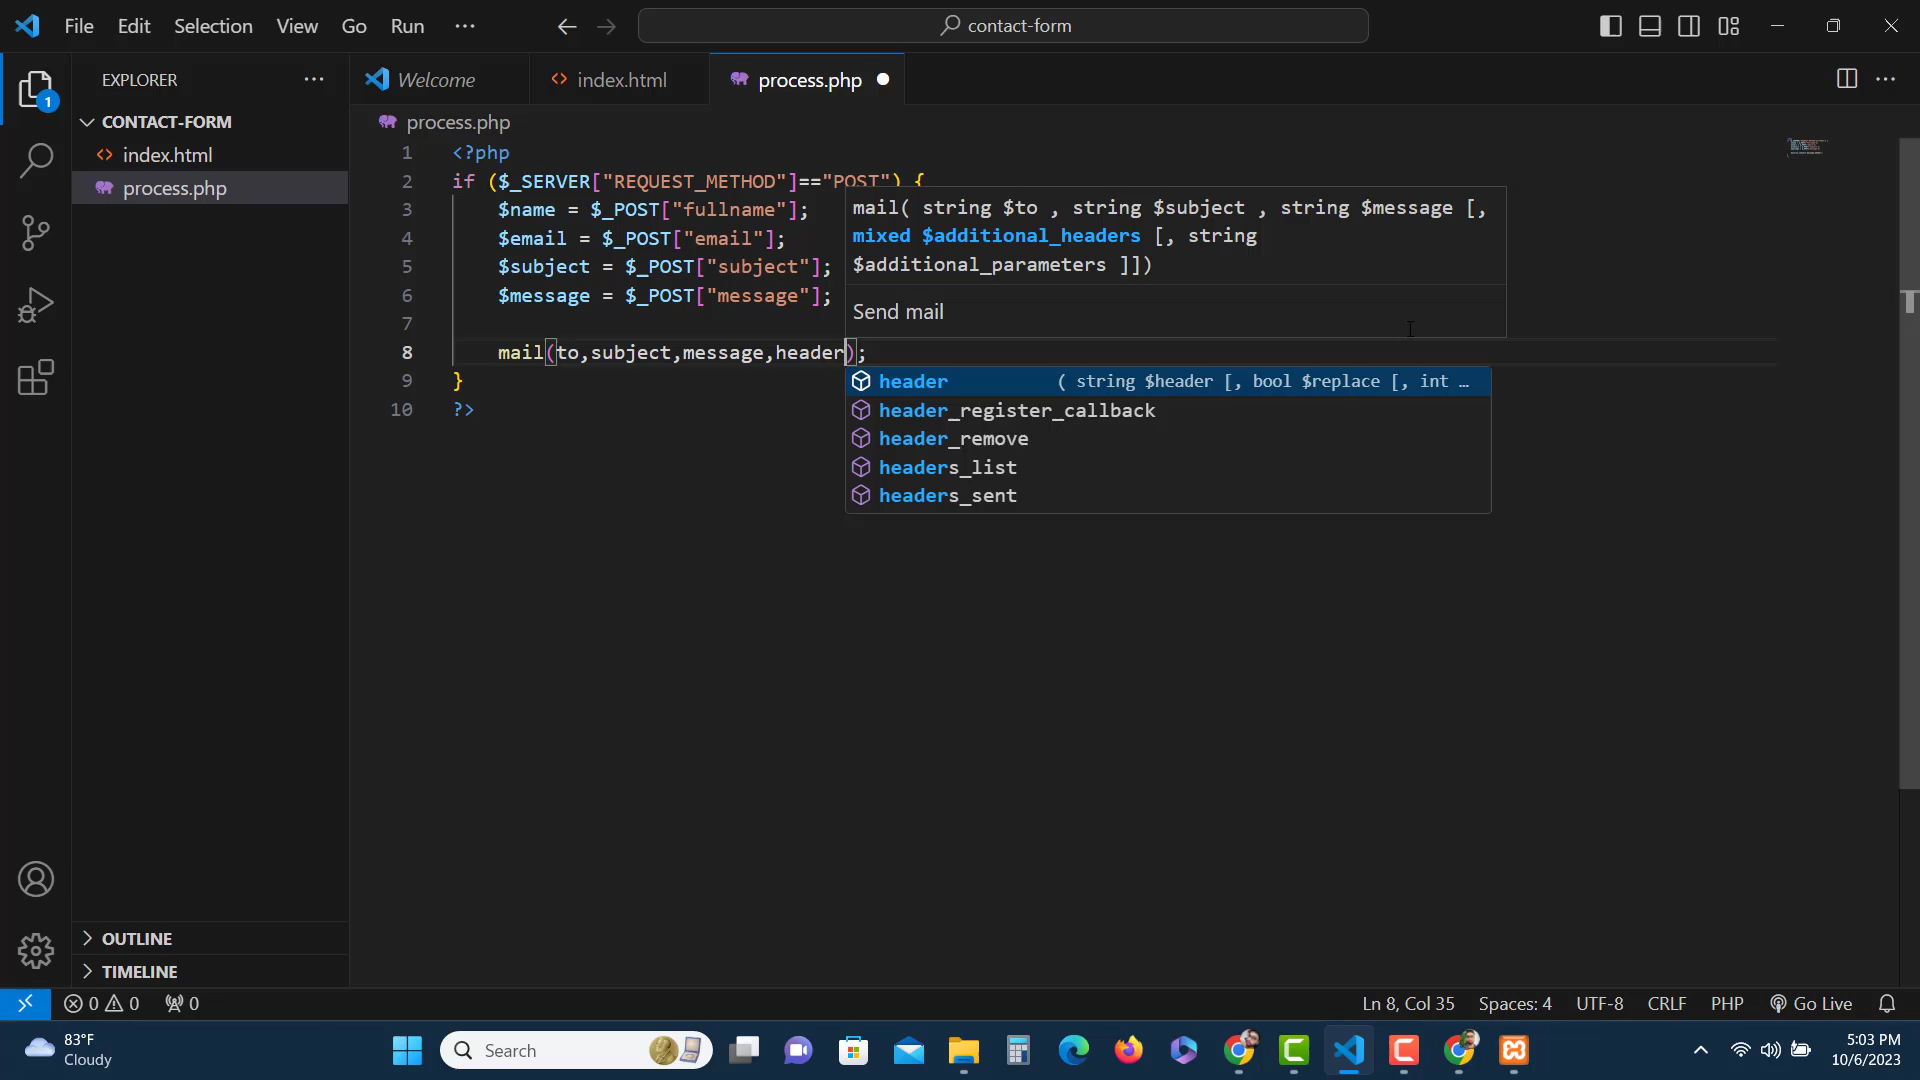 File Edit Selection View Go Run ··· contact-form
EXPLORER ···
Welcome index.html process.php
CONTACT-FORM
index.html
process.php
process.php
1 <?php
2 if ($_SERVER["REQUEST_METHOD"]=="POST") {
3 $name = $_POST["fullname"];
4 $email = $_POST["email"];
5 $subject = $_POST["subject"];
6 $message = $_POST["message"];
7
8 mail(to,subject,message,header);
9 }
10 ?>
mail( string $to , string $subject , string $message [,
mixed $additional_headers [, string
$additional_parameters ]])
Send mail
header ( string $header [, bool $replace [, int …
header_register_callback
header_remove
headers_list
headers_sent
1
OUTLINE
TIMELINE
0 0 0 Ln 8, Col 35 Spaces: 4 UTF-8 CRLF PHP Go Live
83°F
Cloudy
Search
5:03 PM
10/6/2023